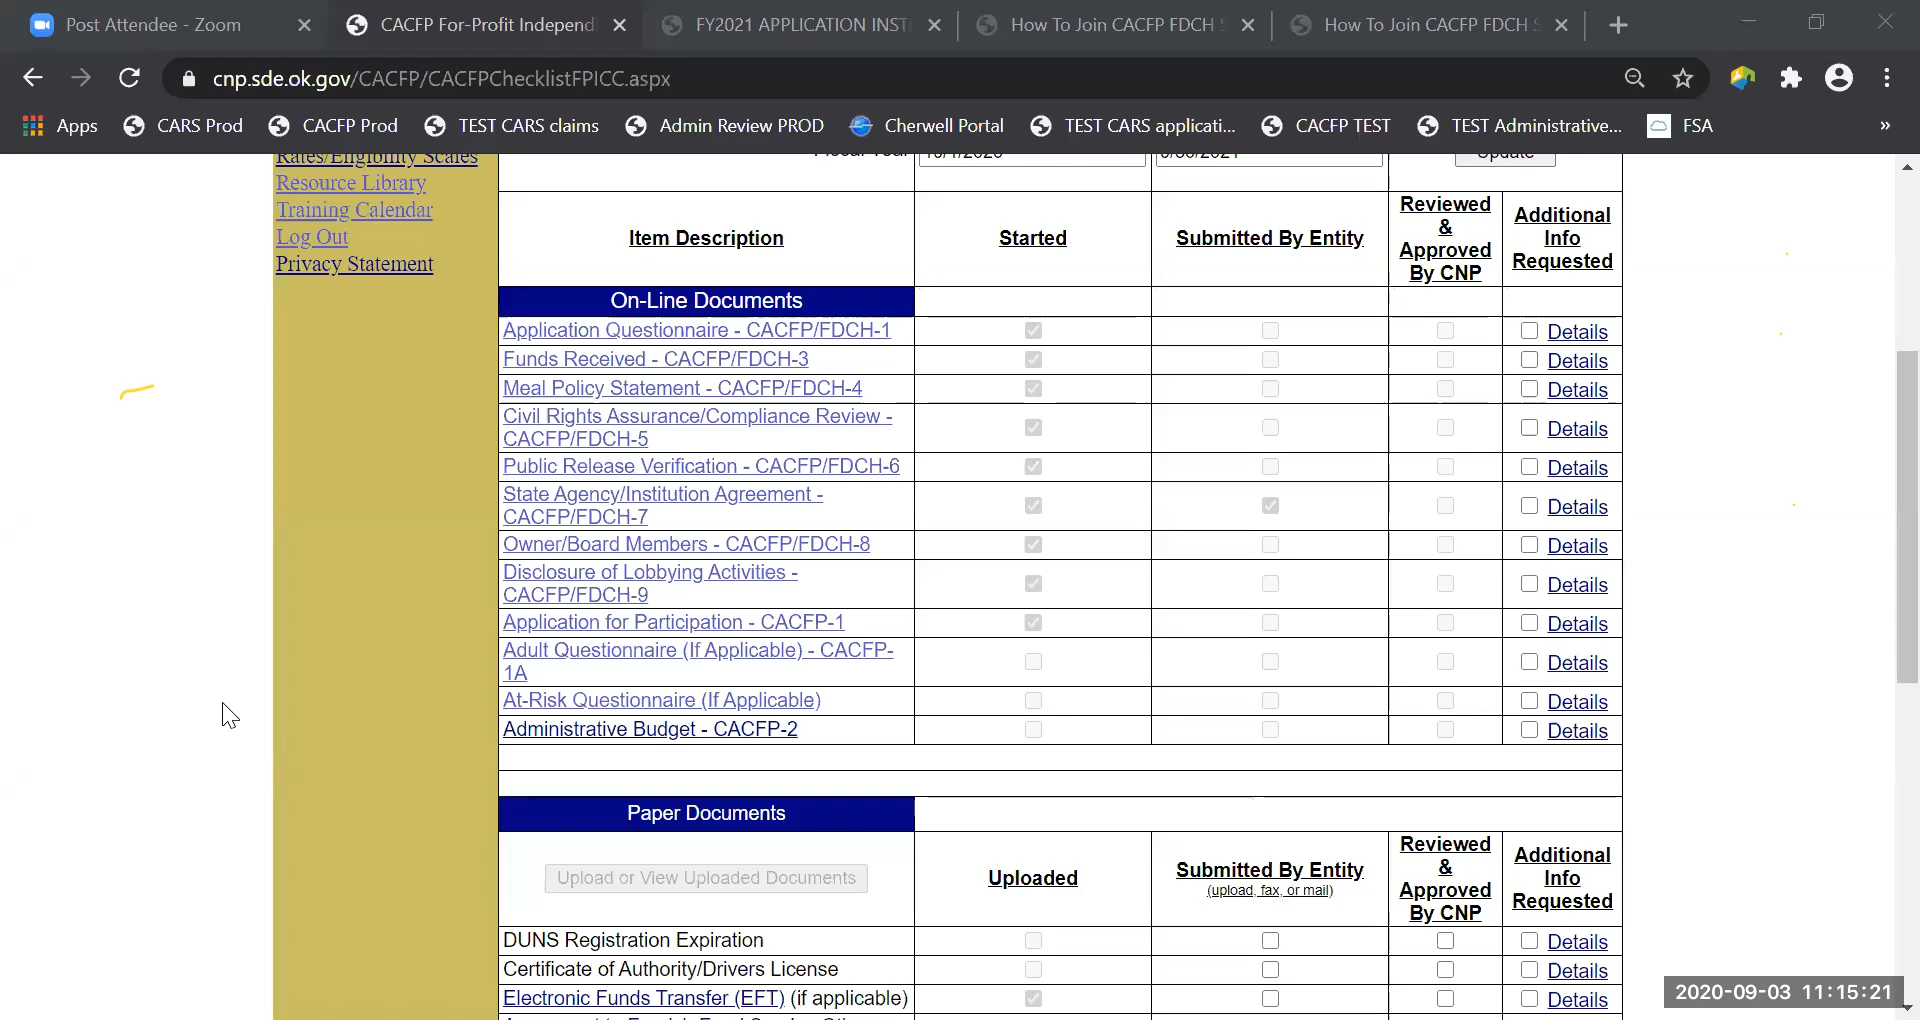 Post Attendee - Zoom
CACFP For-Profit Independ
FY2021 APPLICATION INST
How To Join CACFP FDCH S
How To Join CACFP FDCH S
cnp.sde.ok.gov/CACFP/CACFPChecklistFPICC.aspx
Apps
CARS Prod
CACFP Prod
TEST CARS claims
Admin Review PROD
Cherwell Portal
TEST CARS applicati...
CACFP TEST
TEST Administrative...
FSA
»
Rates/Eligibility Scales
Resource Library
Training Calendar
Log Out
Privacy Statement
Fiscal Year
Update
Item Description
Started
Submitted By Entity
Reviewed
&
Approved
By CNP
Additional
Info
Requested
On-Line Documents
Application Questionnaire - CACFP/FDCH-1
Details
Funds Received - CACFP/FDCH-3
Details
Meal Policy Statement - CACFP/FDCH-4
Details
Civil Rights Assurance/Compliance Review -
CACFP/FDCH-5
Details
Public Release Verification - CACFP/FDCH-6
Details
State Agency/Institution Agreement -
CACFP/FDCH-7
Details
Owner/Board Members - CACFP/FDCH-8
Details
Disclosure of Lobbying Activities -
CACFP/FDCH-9
Details
Application for Participation - CACFP-1
Details
Adult Questionnaire (If Applicable) - CACFP-
1A
Details
At-Risk Questionnaire (If Applicable)
Details
Administrative Budget - CACFP-2
Details
Paper Documents
Upload or View Uploaded Documents
Uploaded
Submitted By Entity
(upload, fax, or mail)
Reviewed
&
Approved
By CNP
Additional
Info
Requested
DUNS Registration Expiration
Details
Certificate of Authority/Drivers License
Details
Electronic Funds Transfer (EFT) (if applicable)
Details
2020-09-03 11:15:21